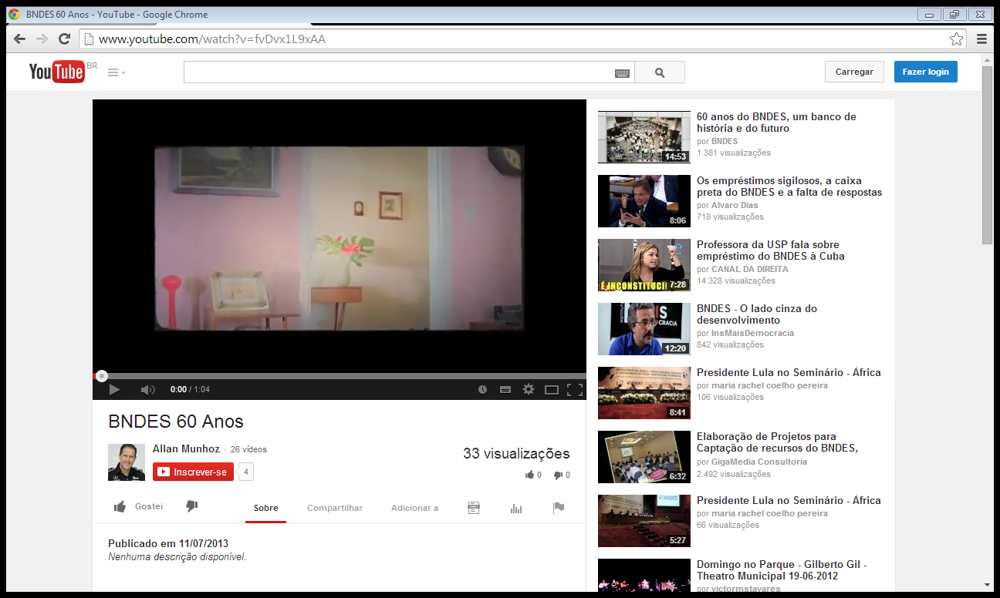 BNDES 60 Anos - YouTube - Google Chrome
www.youtube.com/watch?v=fvDvx1L9xAA
YouTube BR
Carregar
Fazer login
0:00 / 1:04
BNDES 60 Anos
Allan Munhoz · 26 vídeos
Inscrever-se 4
33 visualizações
0 0
Gostei
Sobre
Compartilhar
Adicionar a
Publicado em 11/07/2013
Nenhuma descrição disponível.
14:53
60 anos do BNDES, um banco de
história e do futuro
por BNDES
1.381 visualizações
8:06
Os empréstimos sigilosos, a caixa
preta do BNDES e a falta de respostas
por Alvaro Dias
718 visualizações
É INCONSTITUCI
7:28
Professora da USP fala sobre
empréstimo do BNDES à Cuba
por CANAL DA DIREITA
14.328 visualizações
12:20
BNDES - O lado cinza do
desenvolvimento
por InsMaisDemocracia
842 visualizações
8:41
Presidente Lula no Seminário - África
por maria rachel coelho pereira
106 visualizações
6:32
Elaboração de Projetos para
Captação de recursos do BNDES,
por GigaMedia Consultoria
2.492 visualizações
5:27
Presidente Lula no Seminário - África
por maria rachel coelho pereira
66 visualizações
Domingo no Parque - Gilberto Gil -
Theatro Municipal 19-06-2012
por victormstavares